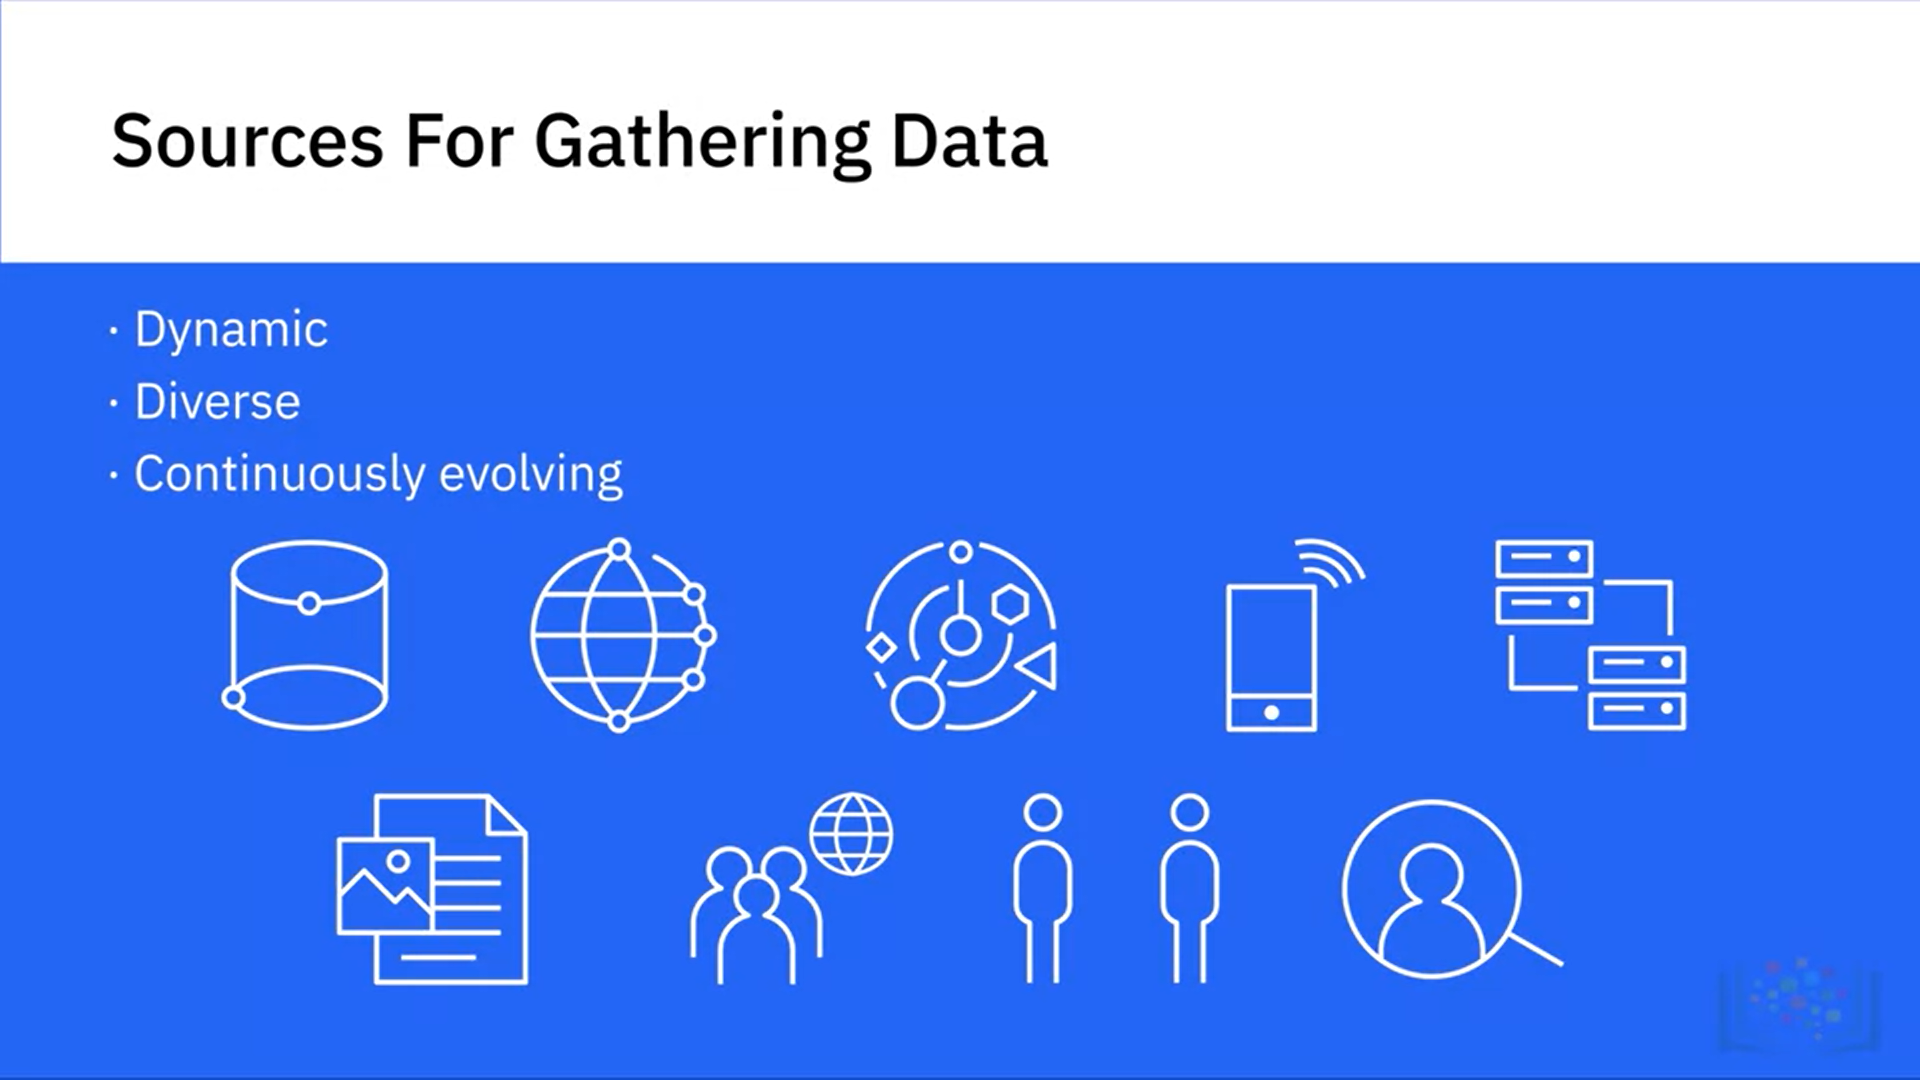 Sources For Gathering Data
· Dynamic
· Diverse
· Continuously evolving